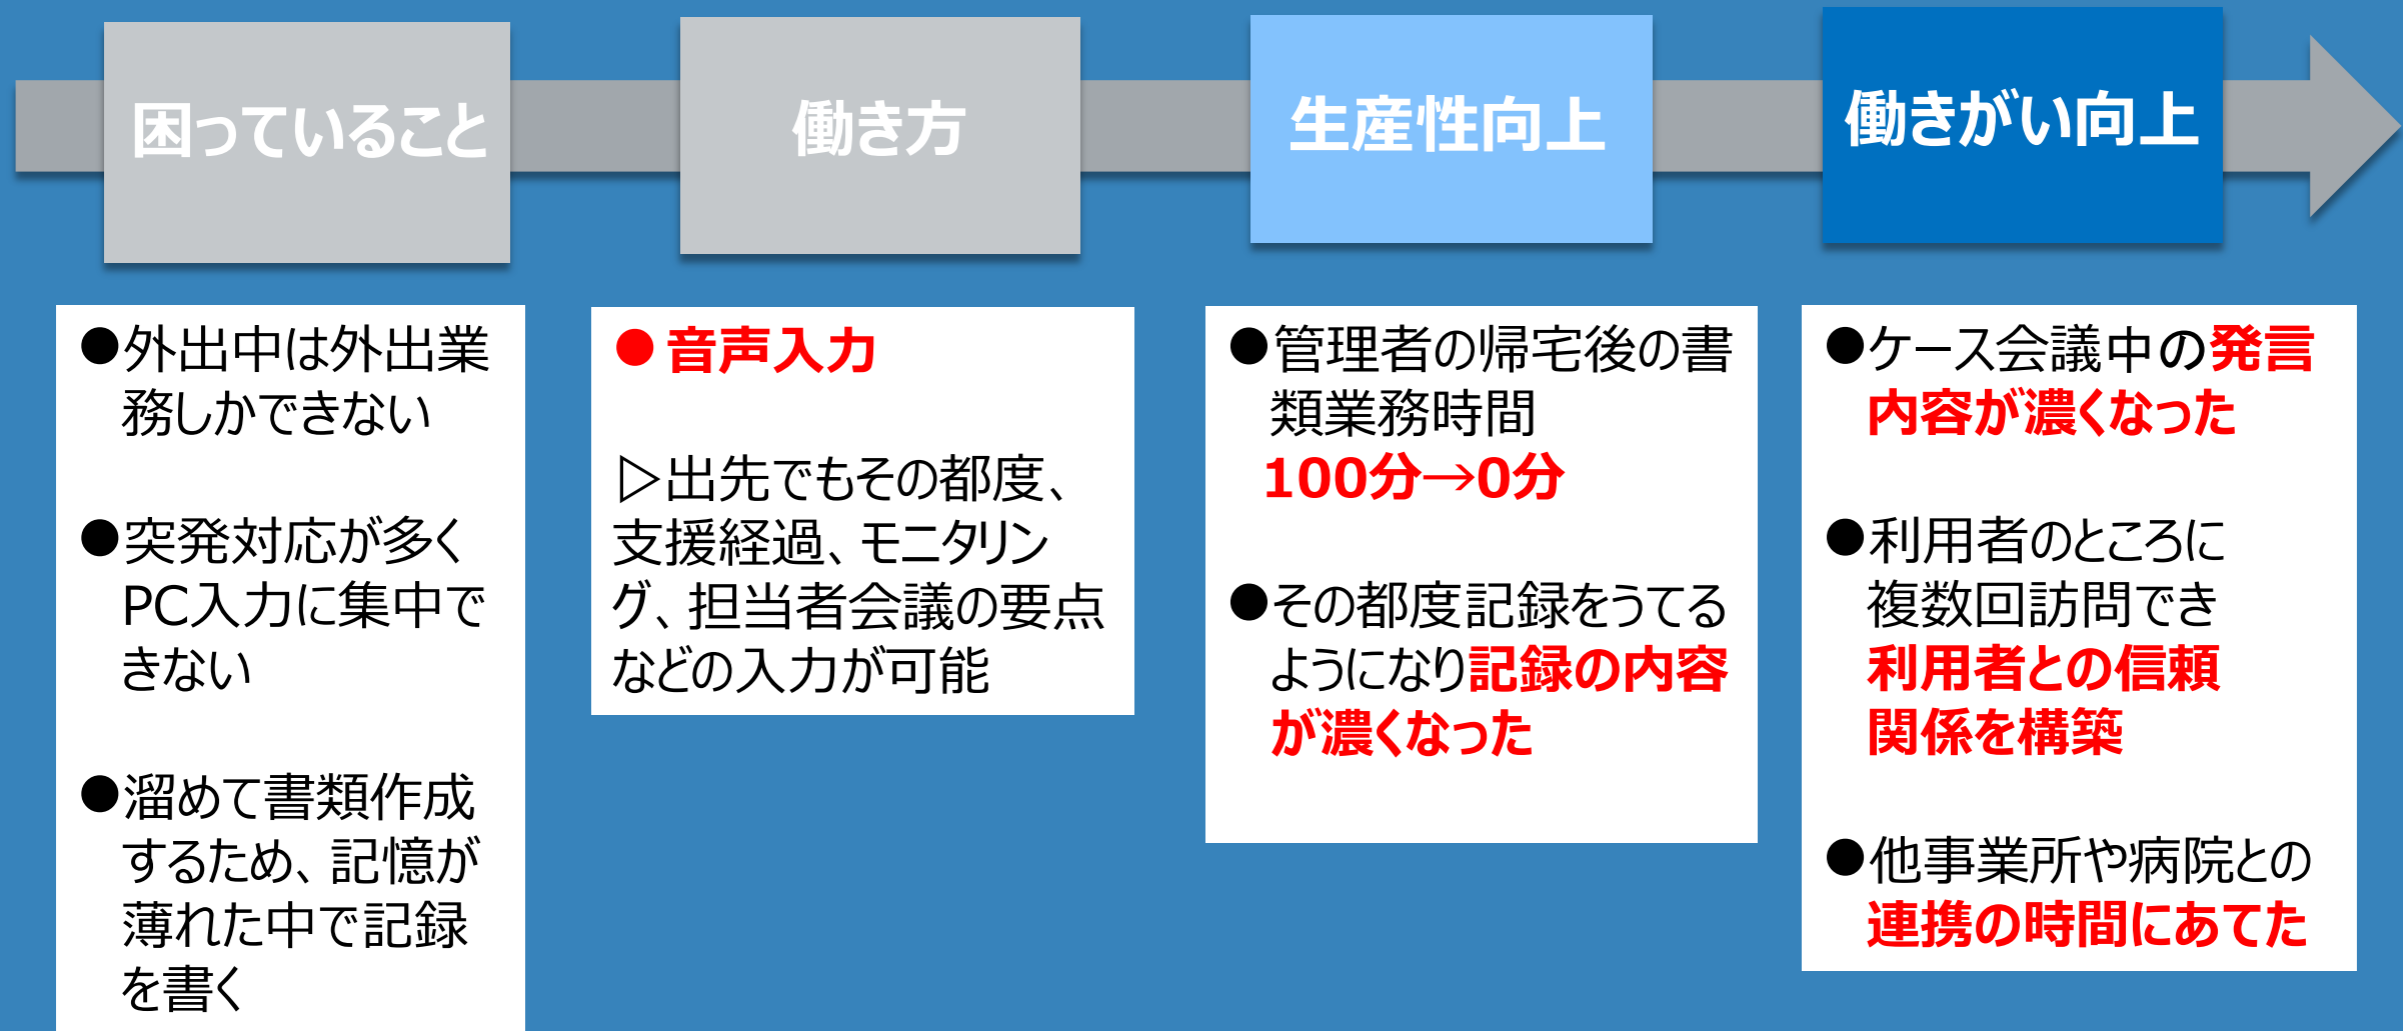 困っていること
働き方
生産性向上
働きがい向上
●外出中は外出業
務しかできない
●突発対応が多く
PC入力に集中で
きない
●溜めて書類作成
するため、記憶が
薄れた中で記録
を書く
● 音声入力
▷出先でもその都度、
支援経過、モニタリン
グ、担当者会議の要点
などの入力が可能
●管理者の帰宅後の書
類業務時間
100分→0分
●その都度記録をうてる
ようになり記録の内容
が濃くなった
●ケース会議中の発言
内容が濃くなった
●利用者のところに
複数回訪問でき
利用者との信頼
関係を構築
●他事業所や病院との
連携の時間にあてた